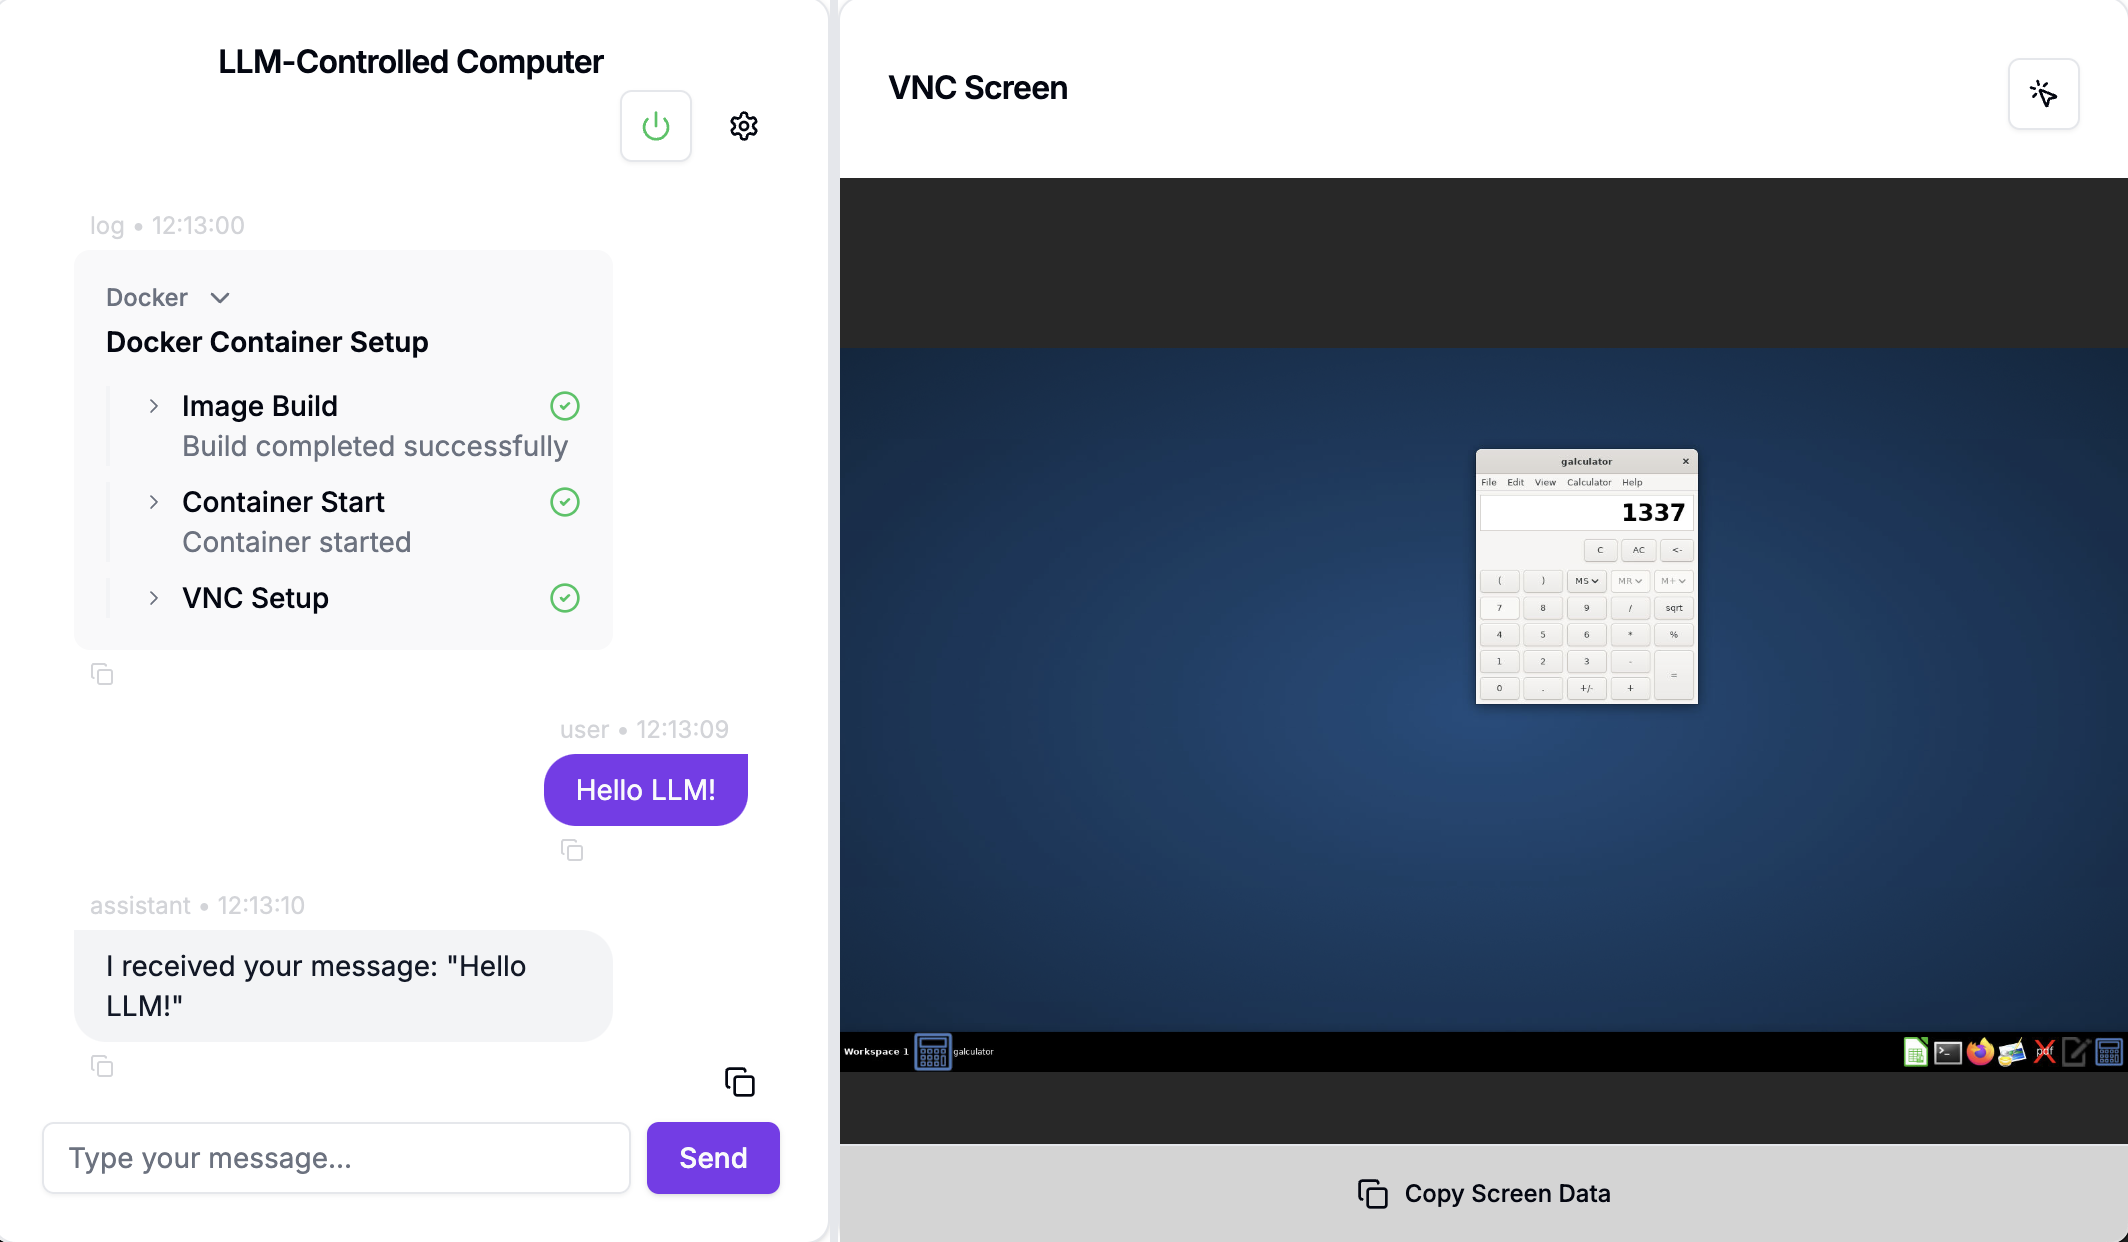 LLM-Controlled Computer
log • 12:13:00
Docker
Docker Container Setup
Image Build
Build completed successfully
Container Start
Container started
VNC Setup
user • 12:13:09
Hello LLM!
assistant • 12:13:10
I received your message: "Hello
LLM!"
Type your message...
Send
VNC Screen
galculator
File Edit View Calculator Help
1337
C AC <-
( ) MS MR M+
7 8 9 / sqrt
4 5 6 * %
1 2 3 - =
0 . +/- +
Workspace 1 galculator
pdf
Copy Screen Data